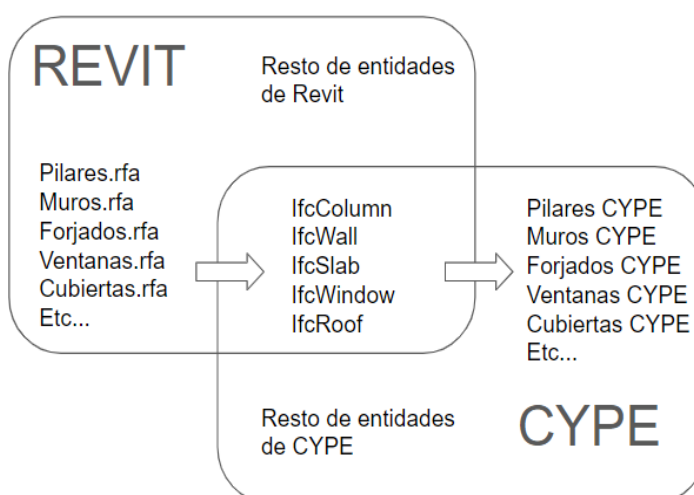 REVIT
Resto de entidades
de Revit
Pilares.rfa
Muros.rfa
Forjados.rfa
Ventanas.rfa
Cubiertas.rfa
Etc...
IfcColumn
IfcWall
IfcSlab
IfcWindow
IfcRoof
Pilares CYPE
Muros CYPE
Forjados CYPE
Ventanas CYPE
Cubiertas CYPE
Etc...
Resto de entidades
de CYPE
CYPE